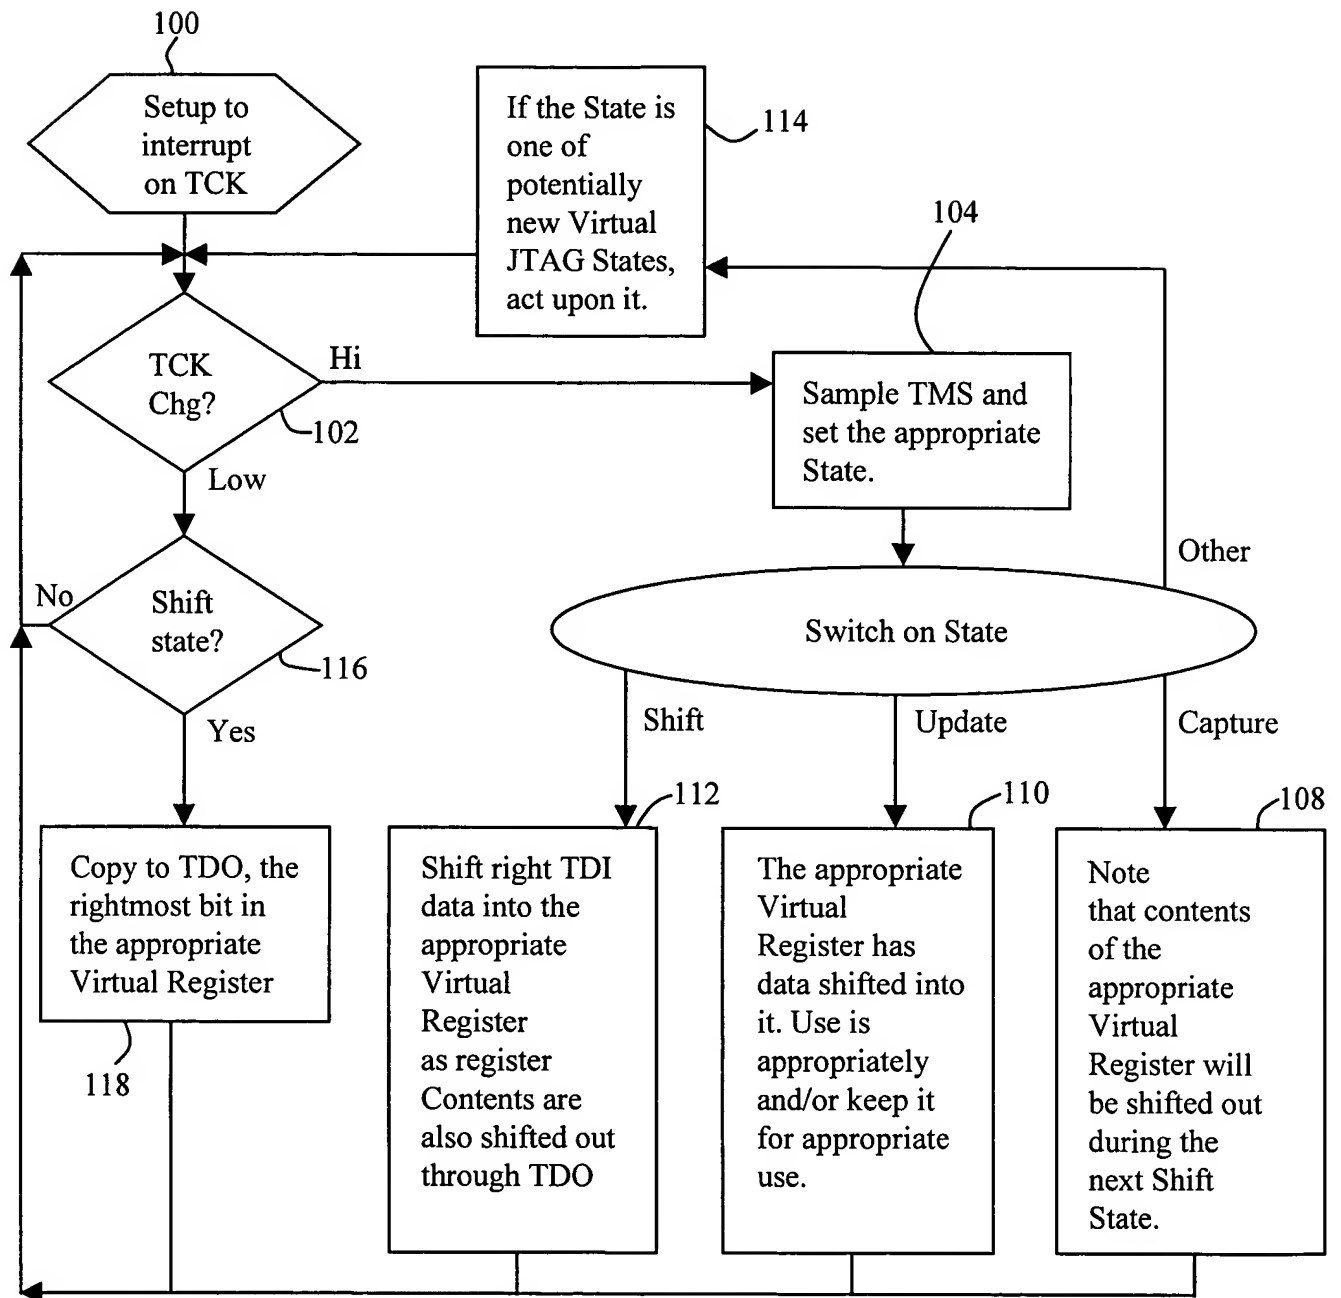 100
Setup to
interrupt
on TCK
If the State is
one of
potentially
new Virtual
JTAG States,
act upon it.
114
104
TCK
Chg?
Hi
102
Low
Sample TMS and
set the appropriate
State.
Other
No
Shift
state?
116
Yes
Switch on State
Shift
Update
Capture
112
110
108
Copy to TDO, the
rightmost bit in
the appropriate
Virtual Register
118
Shift right TDI
data into the
appropriate
Virtual
Register
as register
Contents are
also shifted out
through TDO
The appropriate
Virtual
Register has
data shifted into
it. Use is
appropriately
and/or keep it
for appropriate
use.
Note
that contents
of the
appropriate
Virtual
Register will
be shifted out
during the
next Shift
State.